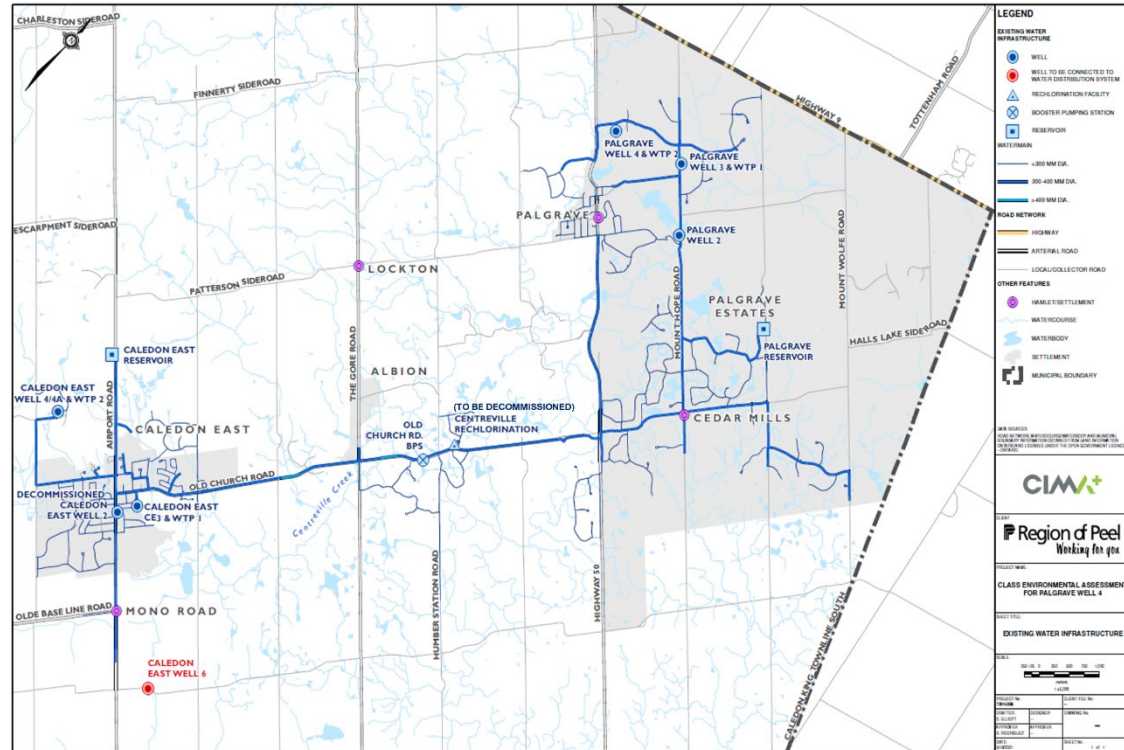 CHARLESTON SIDEROAD
FINNERTY SIDEROAD
HIGHWAY 9
TOTTENHAM ROAD
PALGRAVE
WELL 4 & WTP 2
PALGRAVE
WELL 3 & WTP 1
PALGRAVE
PALGRAVE
WELL 2
ESCARPMENT SIDEROAD
PATTERSON SIDEROAD
LOCKTON
MOUNT WOLFE ROAD
MOUNT HOPE ROAD
PALGRAVE
ESTATES
HALLS LAKE SIDEROAD
PALGRAVE
RESERVOIR
CALEDON EAST
RESERVOIR
THE GORE ROAD
ALBION
CALEDON EAST
WELL 4/4A & WTP 2
AIRPORT ROAD
CALEDON EAST
(TO BE DECOMMISSIONED)
CENTREVILLE
RECHLORINATION
OLD
CHURCH RD.
BPS
CEDAR MILLS
OLD CHURCH ROAD
DECOMMISSIONED
CALEDON
EAST WELL 2
CALEDON EAST
CE3 & WTP 1
Centreville Creek
HUMBER STATION ROAD
HIGHWAY 50
OLDE BASE LINE ROAD
MONO ROAD
CALEDON
EAST WELL 6
CALEDON KING TOWNLINE SOUTH
LEGEND
EXISTING WATER
INFRASTRUCTURE
WELL
WELL TO BE CONNECTED TO
WATER DISTRIBUTION SYSTEM
RECHLORINATION FACILITY
BOOSTER PUMPING STATION
RESERVOIR
WATERMAIN
<300 MM DIA.
300-400 MM DIA.
>400 MM DIA.
ROAD NETWORK
HIGHWAY
ARTERIAL ROAD
LOCAL/COLLECTOR ROAD
OTHER FEATURES
HAMLET/SETTLEMENT
WATERCOURSE
WATERBODY
SETTLEMENT
MUNICIPAL BOUNDARY
CIMA+
Region of Peel
Working for you
PROJECT NAME:
CLASS ENVIRONMENTAL ASSESSMENT
FOR PALGRAVE WELL 4
SHEET TITLE:
EXISTING WATER INFRASTRUCTURE